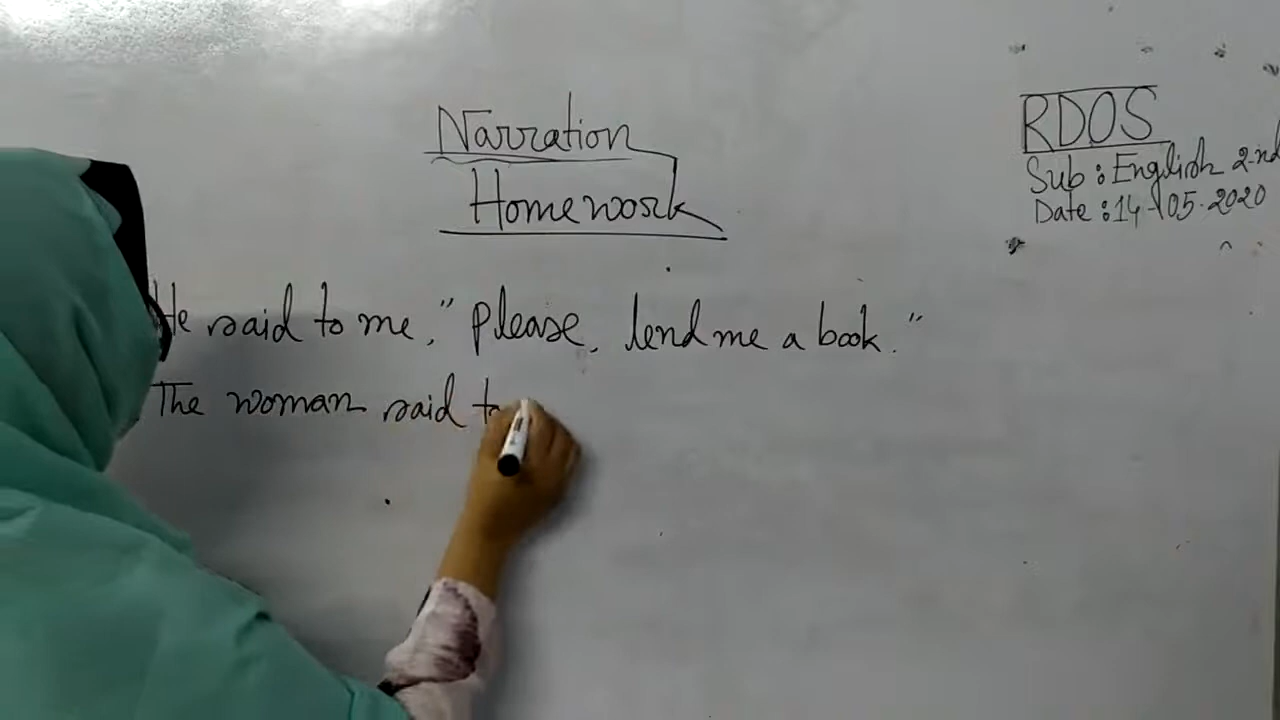 Narration
Homework
RDOS
Sub : English 2nd
Date : 14-05-2020
He said to me, "Please, lend me a book."
The woman said to